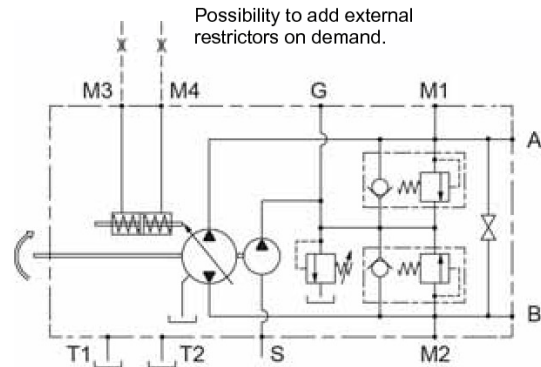 Possibility to add external
restrictors on demand.
M3 M4 G M1
A
B
T1 T2 S M2